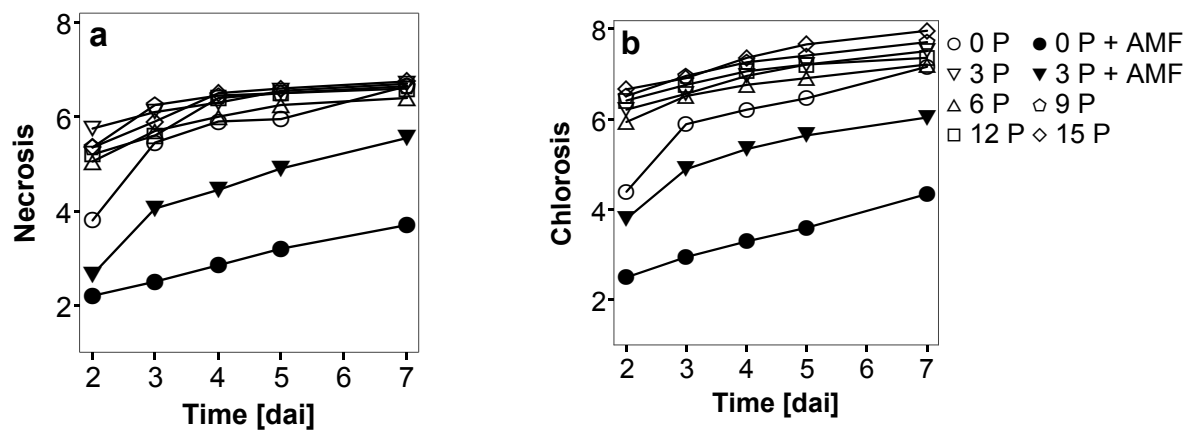 a
8
6
4
2
Necrosis
2 3 4 5 6 7
Time [dai]
b
8
6
4
2
Chlorosis
2 3 4 5 6 7
Time [dai]
0 P 0 P + AMF
3 P 3 P + AMF
6 P 9 P
12 P 15 P